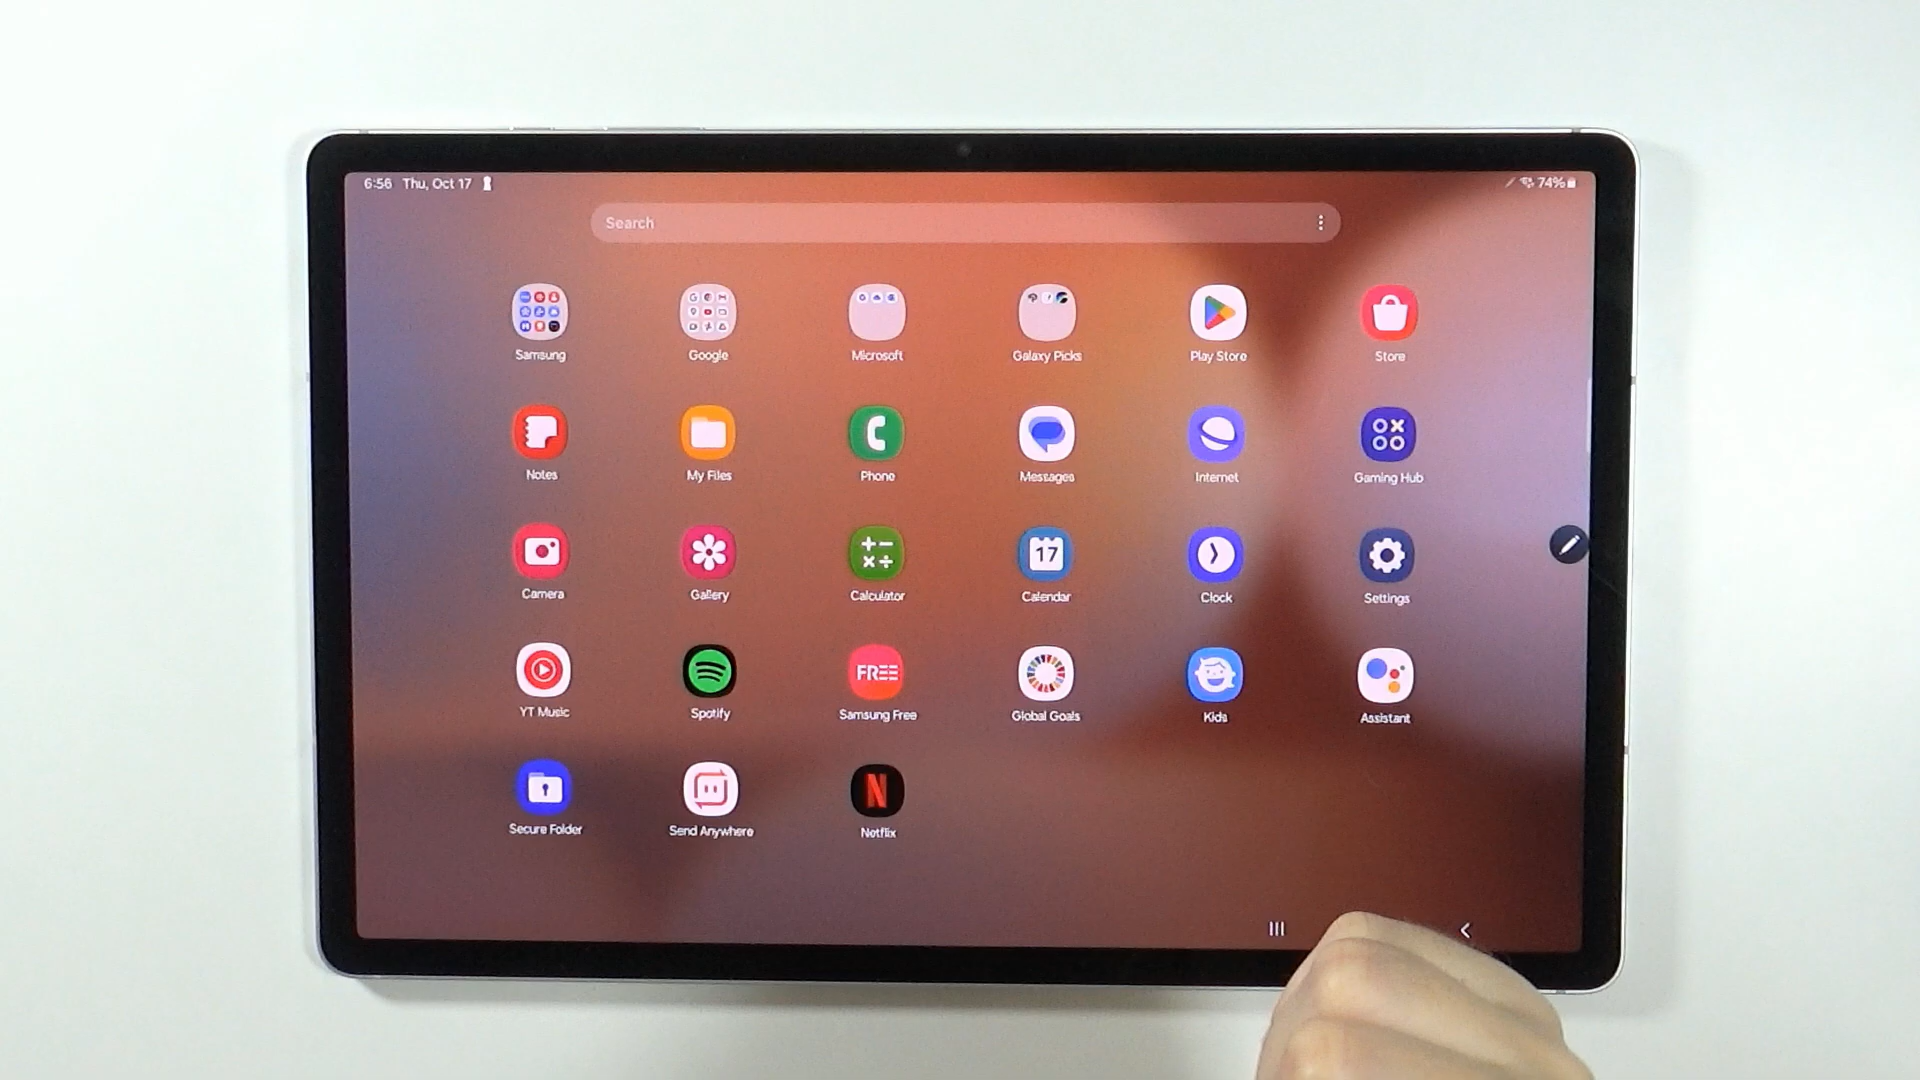 6:56 Thu, Oct 17 74%
Search
Samsung Google Microsoft Galaxy Picks Play Store Store
Notes My Files Phone Messages Internet Gaming Hub
17
Camera Gallery Calculator Calendar Clock Settings
FREE
YT Music Spotify Samsung Free Global Goals Kids Assistant
N
Secure Folder Send Anywhere Netflix